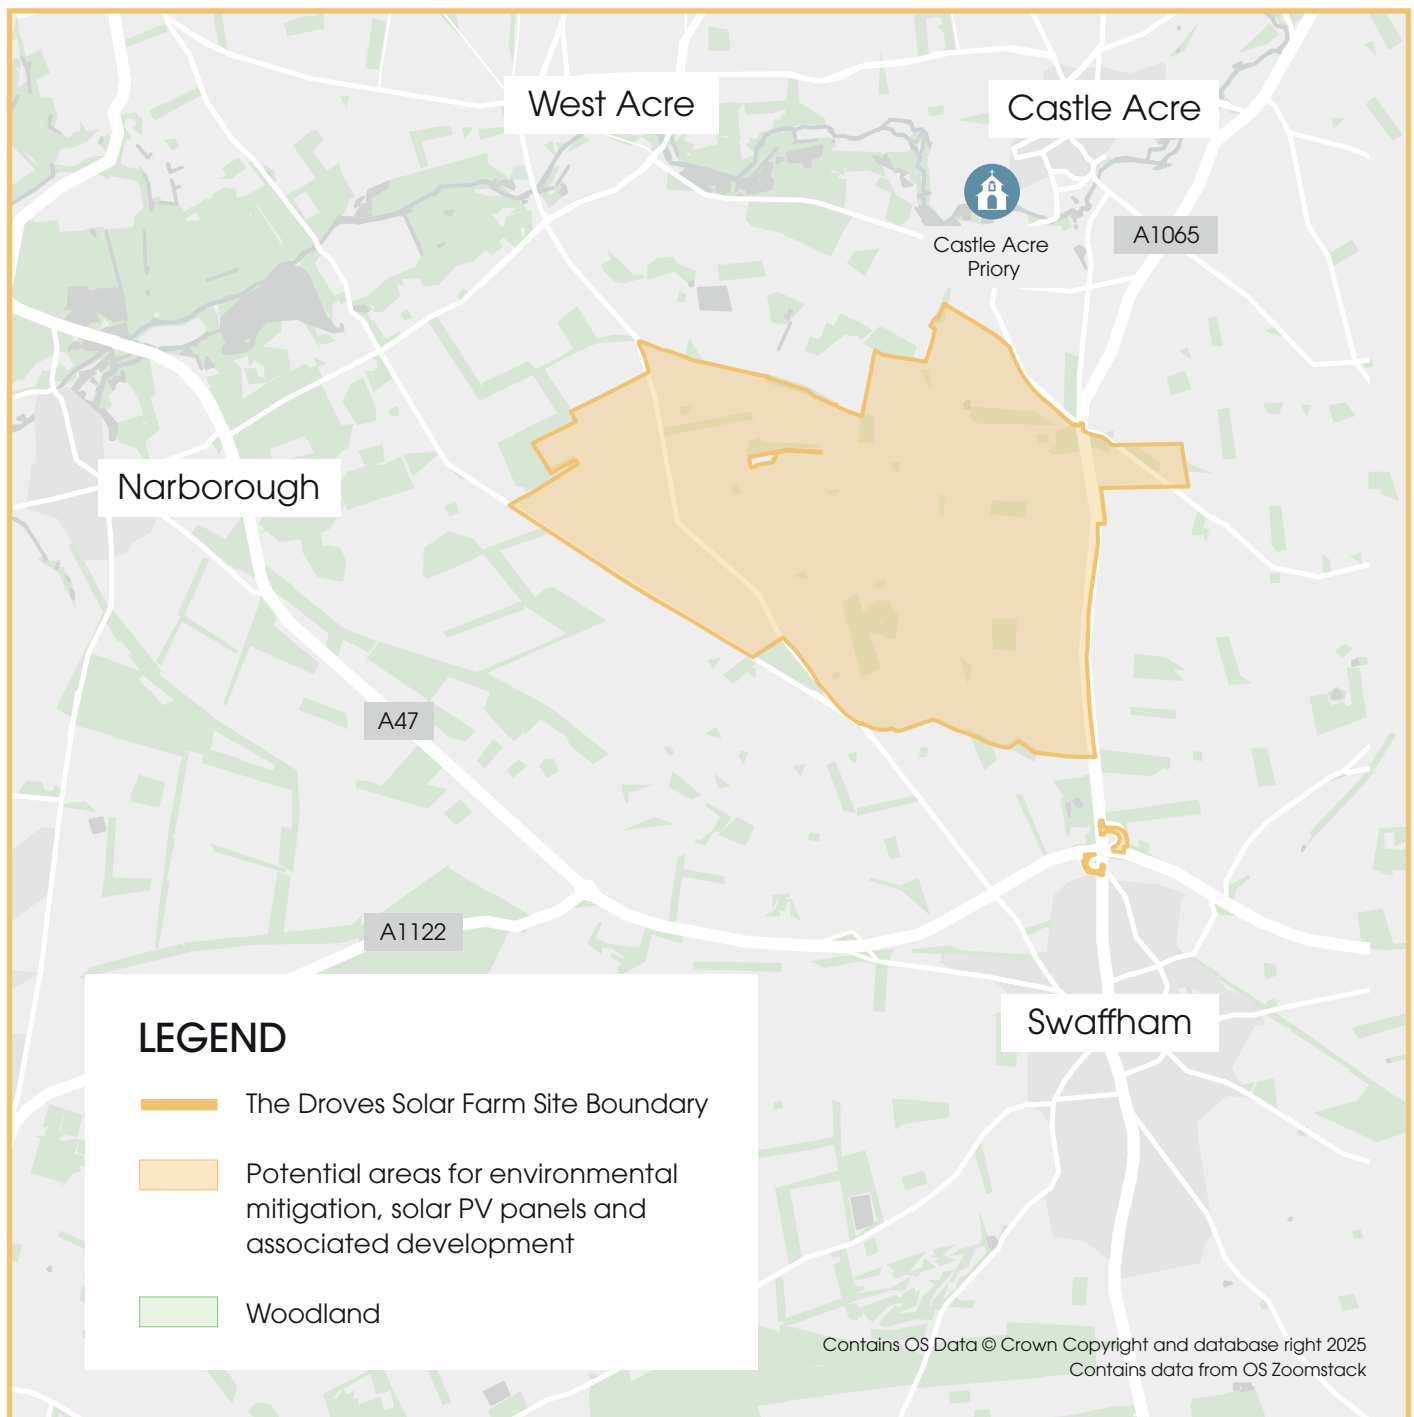 West Acre
Castle Acre
Castle Acre
Priory
A1065
Narborough
A47
A1122
Swaffham
LEGEND
The Droves Solar Farm Site Boundary
Potential areas for environmental
mitigation, solar PV panels and
associated development
Woodland
Contains OS Data © Crown Copyright and database right 2025
Contains data from OS Zoomstack